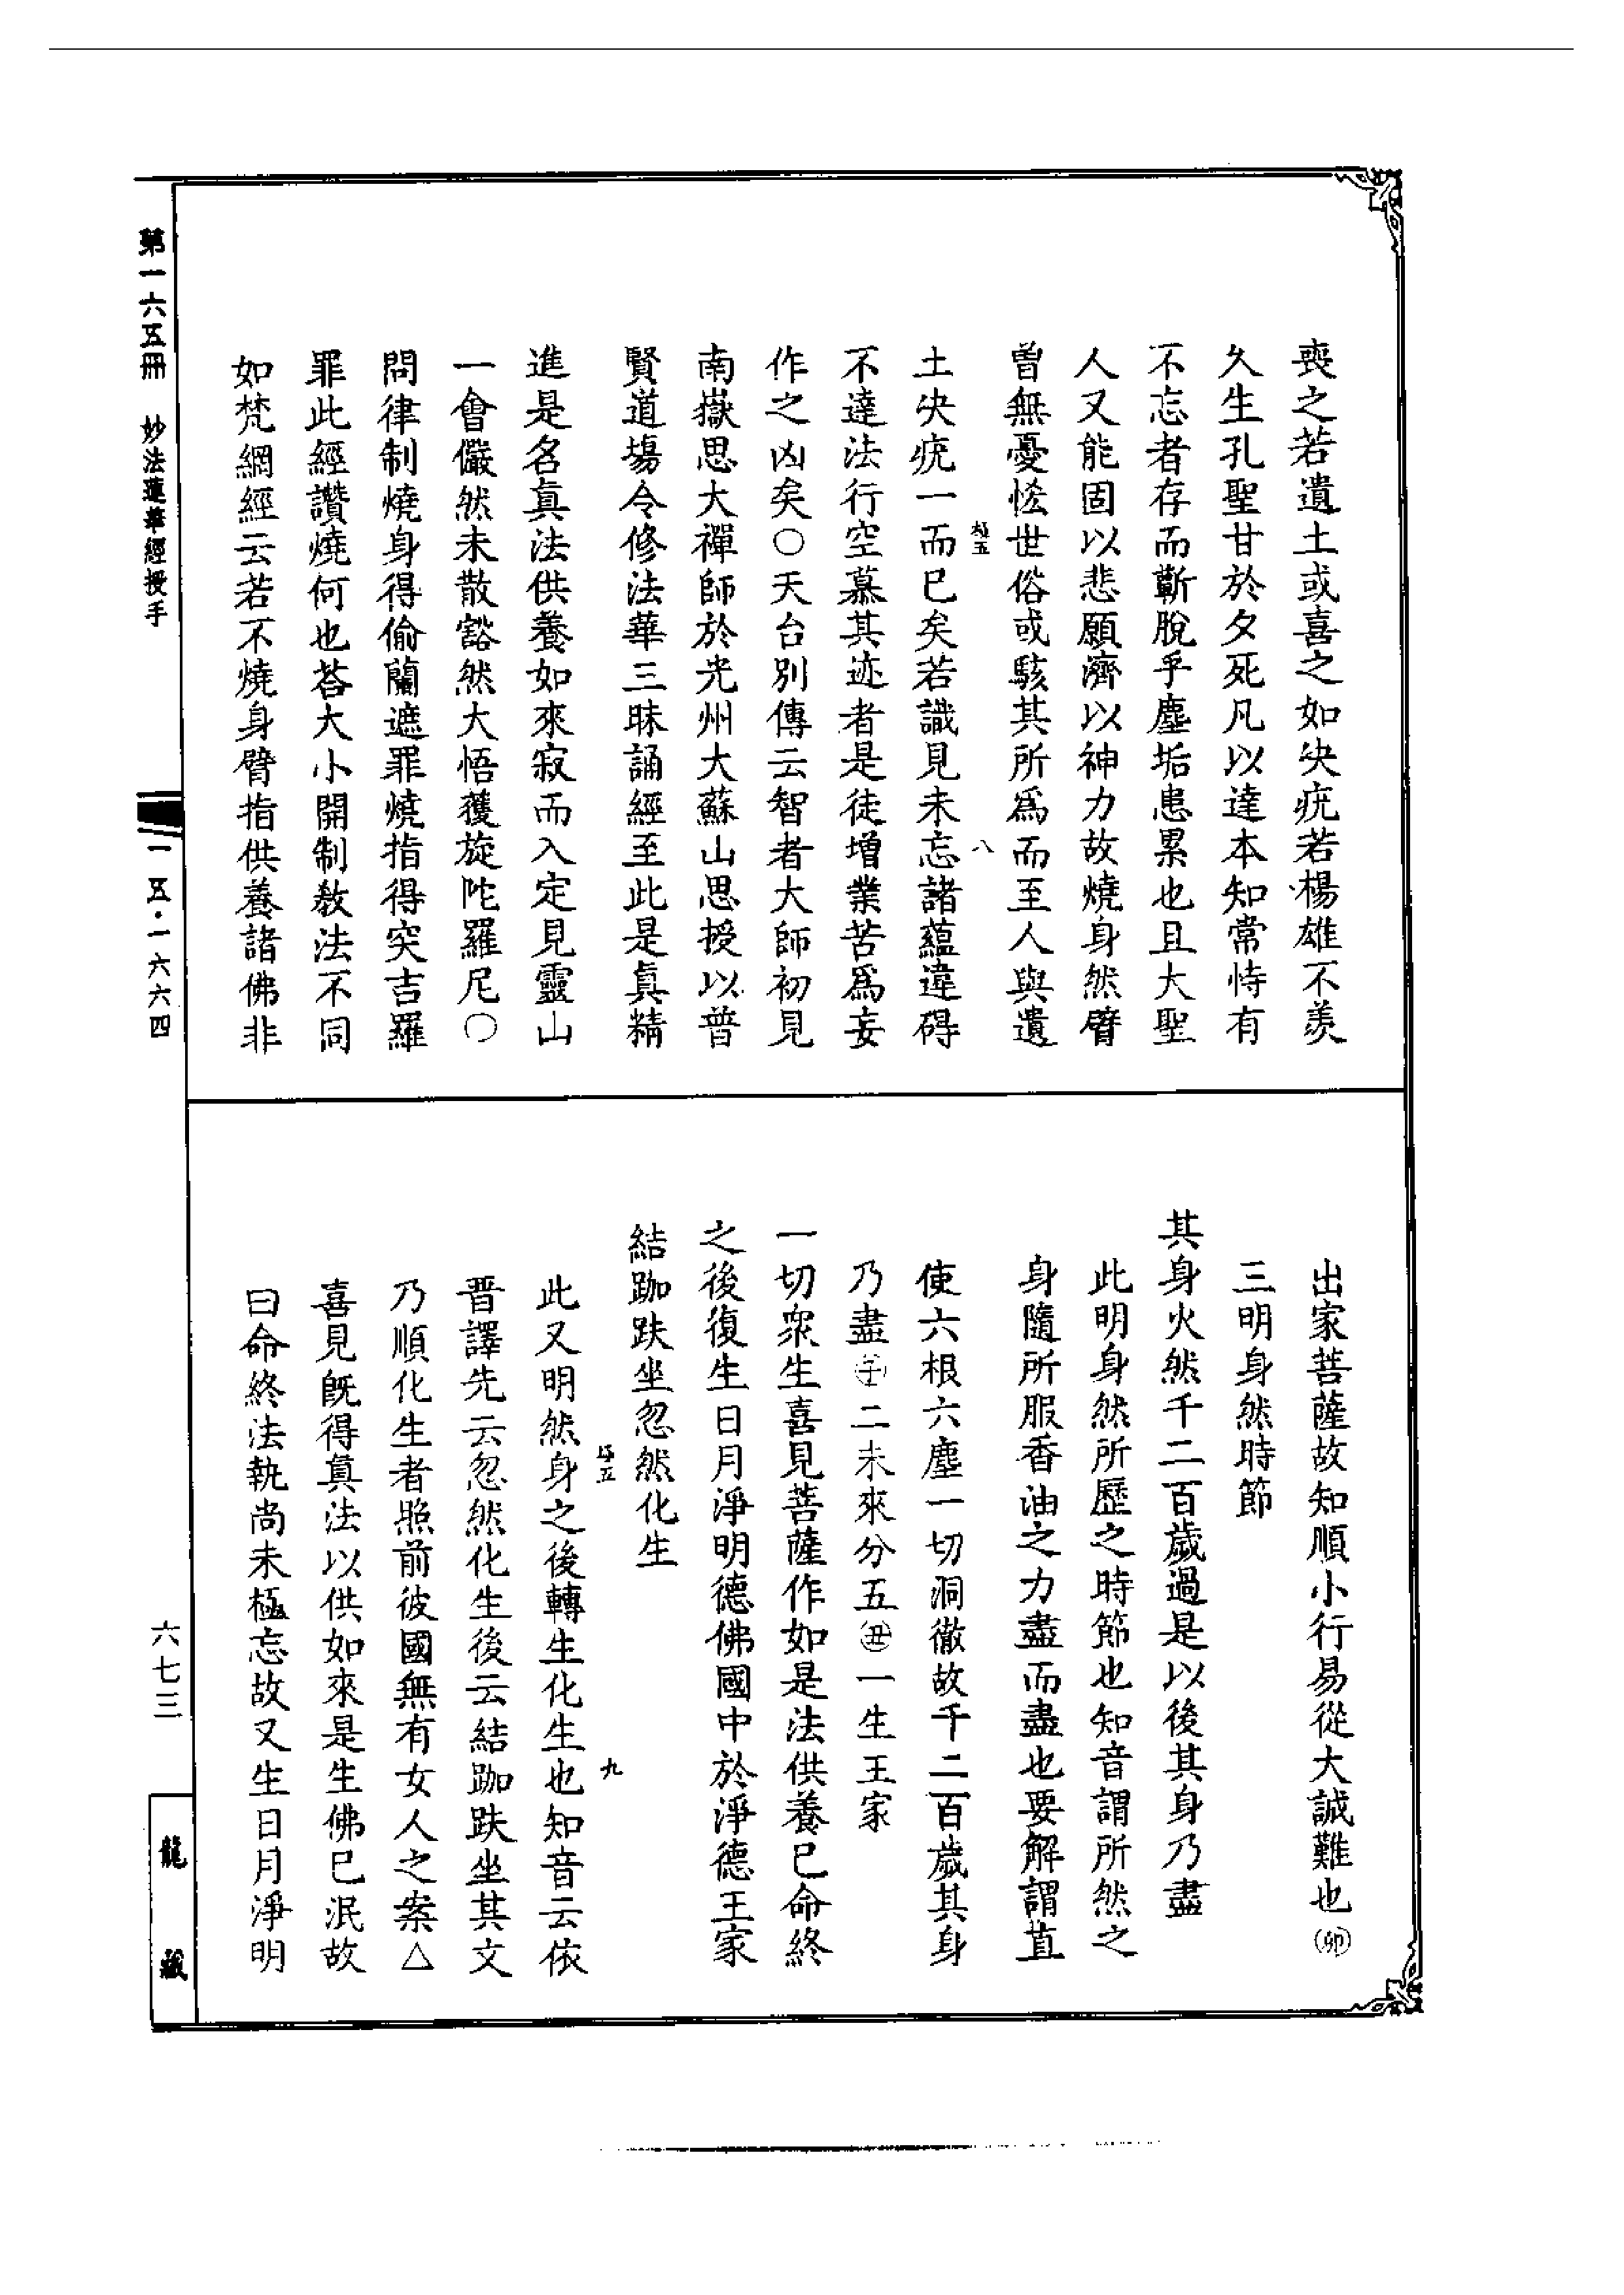 喪之若遺土或喜之如決疣若楊雄不羨
久生孔聖甘於夕死凡以達本知常恃有
不忘者存而蘄脫乎塵垢患累也且大聖
人又能固以悲願濟以神力故燒身然臂
曾無憂恡世俗或駭其所爲而至人與遺
土決疣一而已矣若識見未忘諸蘊違碍
不達法行空慕其迹者是徒增業苦爲妄
作之凶矣○天台別傳云智者大師初見
南嶽思大禪師於光州大蘇山思授以普
賢道場令修法華三昧誦經至此是真精
進是名真法供養如來寂而入定見靈山
一會儼然未散豁然大悟獲旋陀羅尼○
問律制燒身得偷蘭遮罪燒指得突吉羅
罪此經讚燒何也荅大小開制教法不同
如梵網經云若不燒身臂指供養諸佛非
出家菩薩故知順小行易從大誠難也㊞卯
三明身然時節
其身火然千二百歲過是以後其身乃盡
此明身然所歷之時節也知音謂所然之
身隨所服香油之力盡而盡也要解謂直
使六根六塵一切洞徹故千二百歲其身
乃盡(子)二未來分五(丑)一生王家
一切衆生喜見菩薩作如是法供養已命終
之後復生日月淨明德佛國中於淨德王家
結跏趺坐忽然化生
此又明然身之後轉生化生也知音云依
晋譯先云忽然化生後云結跏趺坐其文
乃順化生者照前彼國無有女人之案△
喜見旣得真法以供如來是生佛已泯故
曰命終法執尚未極忘故又生日月淨明
第一六五冊　妙法蓮華經授手
一五·一六六四
六七三
龍藏
八
九